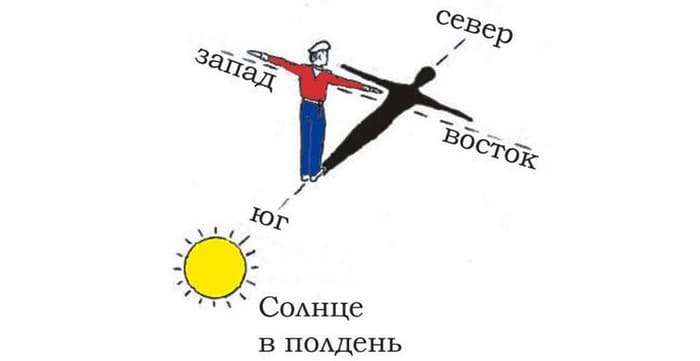 север
запад
восток
юг
Солнце
в полдень